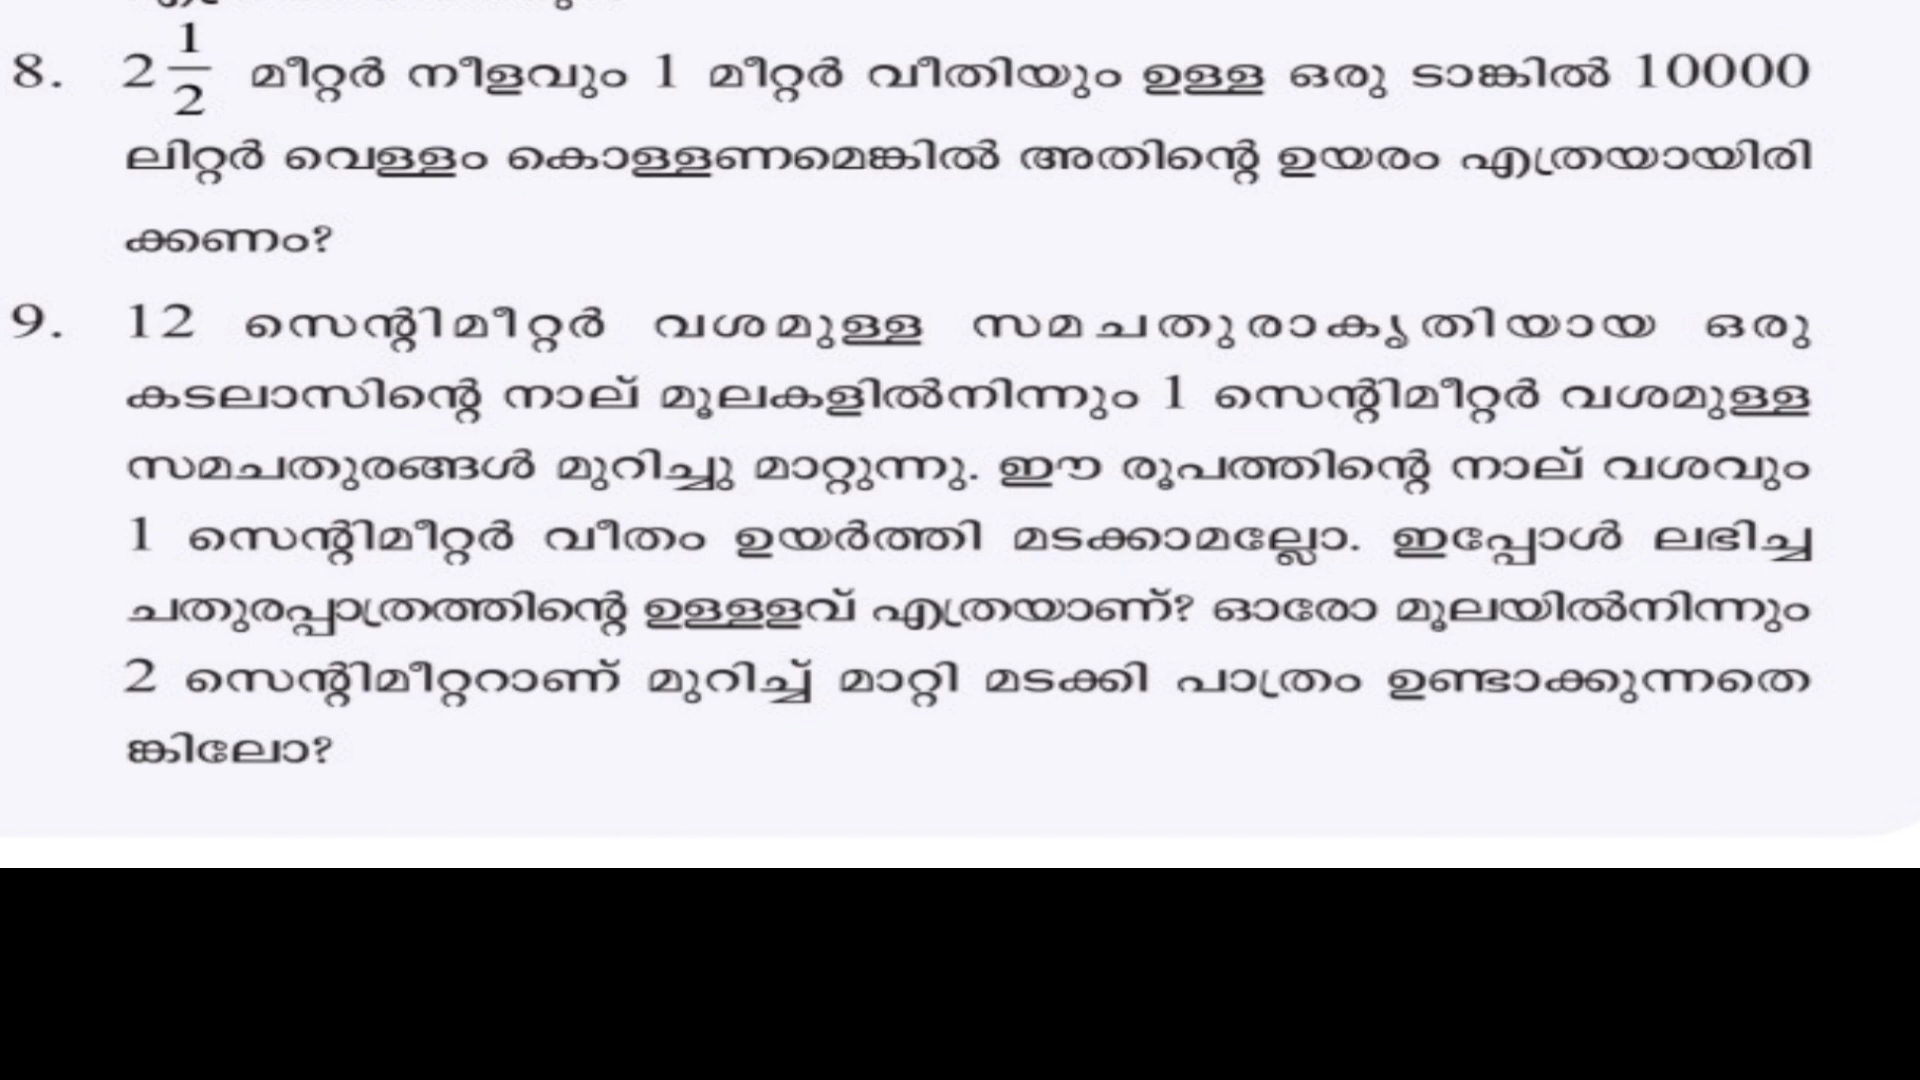 8. 2 1/2 മീറ്റർ നീളവും 1 മീറ്റർ വീതിയും ഉള്ള ഒരു ടാങ്കിൽ 10000
ലിറ്റർ വെള്ളം കൊള്ളണമെങ്കിൽ അതിന്റെ ഉയരം എത്രയായിരി
ക്കണം?
9. 12 സെന്റിമീറ്റർ വശമുള്ള സമചതുരാകൃതിയായ ഒരു
കടലാസിന്റെ നാല് മൂലകളിൽനിന്നും 1 സെന്റിമീറ്റർ വശമുള്ള
സമചതുരങ്ങൾ മുറിച്ചു മാറ്റുന്നു. ഈ രൂപത്തിന്റെ നാല് വശവും
1 സെന്റിമീറ്റർ വീതം ഉയർത്തി മടക്കാമല്ലോ. ഇപ്പോൾ ലഭിച്ച
ചതുരപ്പാത്രത്തിന്റെ ഉള്ളളവ് എത്രയാണ്? ഓരോ മൂലയിൽനിന്നും
2 സെന്റിമീറ്ററാണ് മുറിച്ച് മാറ്റി മടക്കി പാത്രം ഉണ്ടാക്കുന്നതെ
ങ്കിലോ?